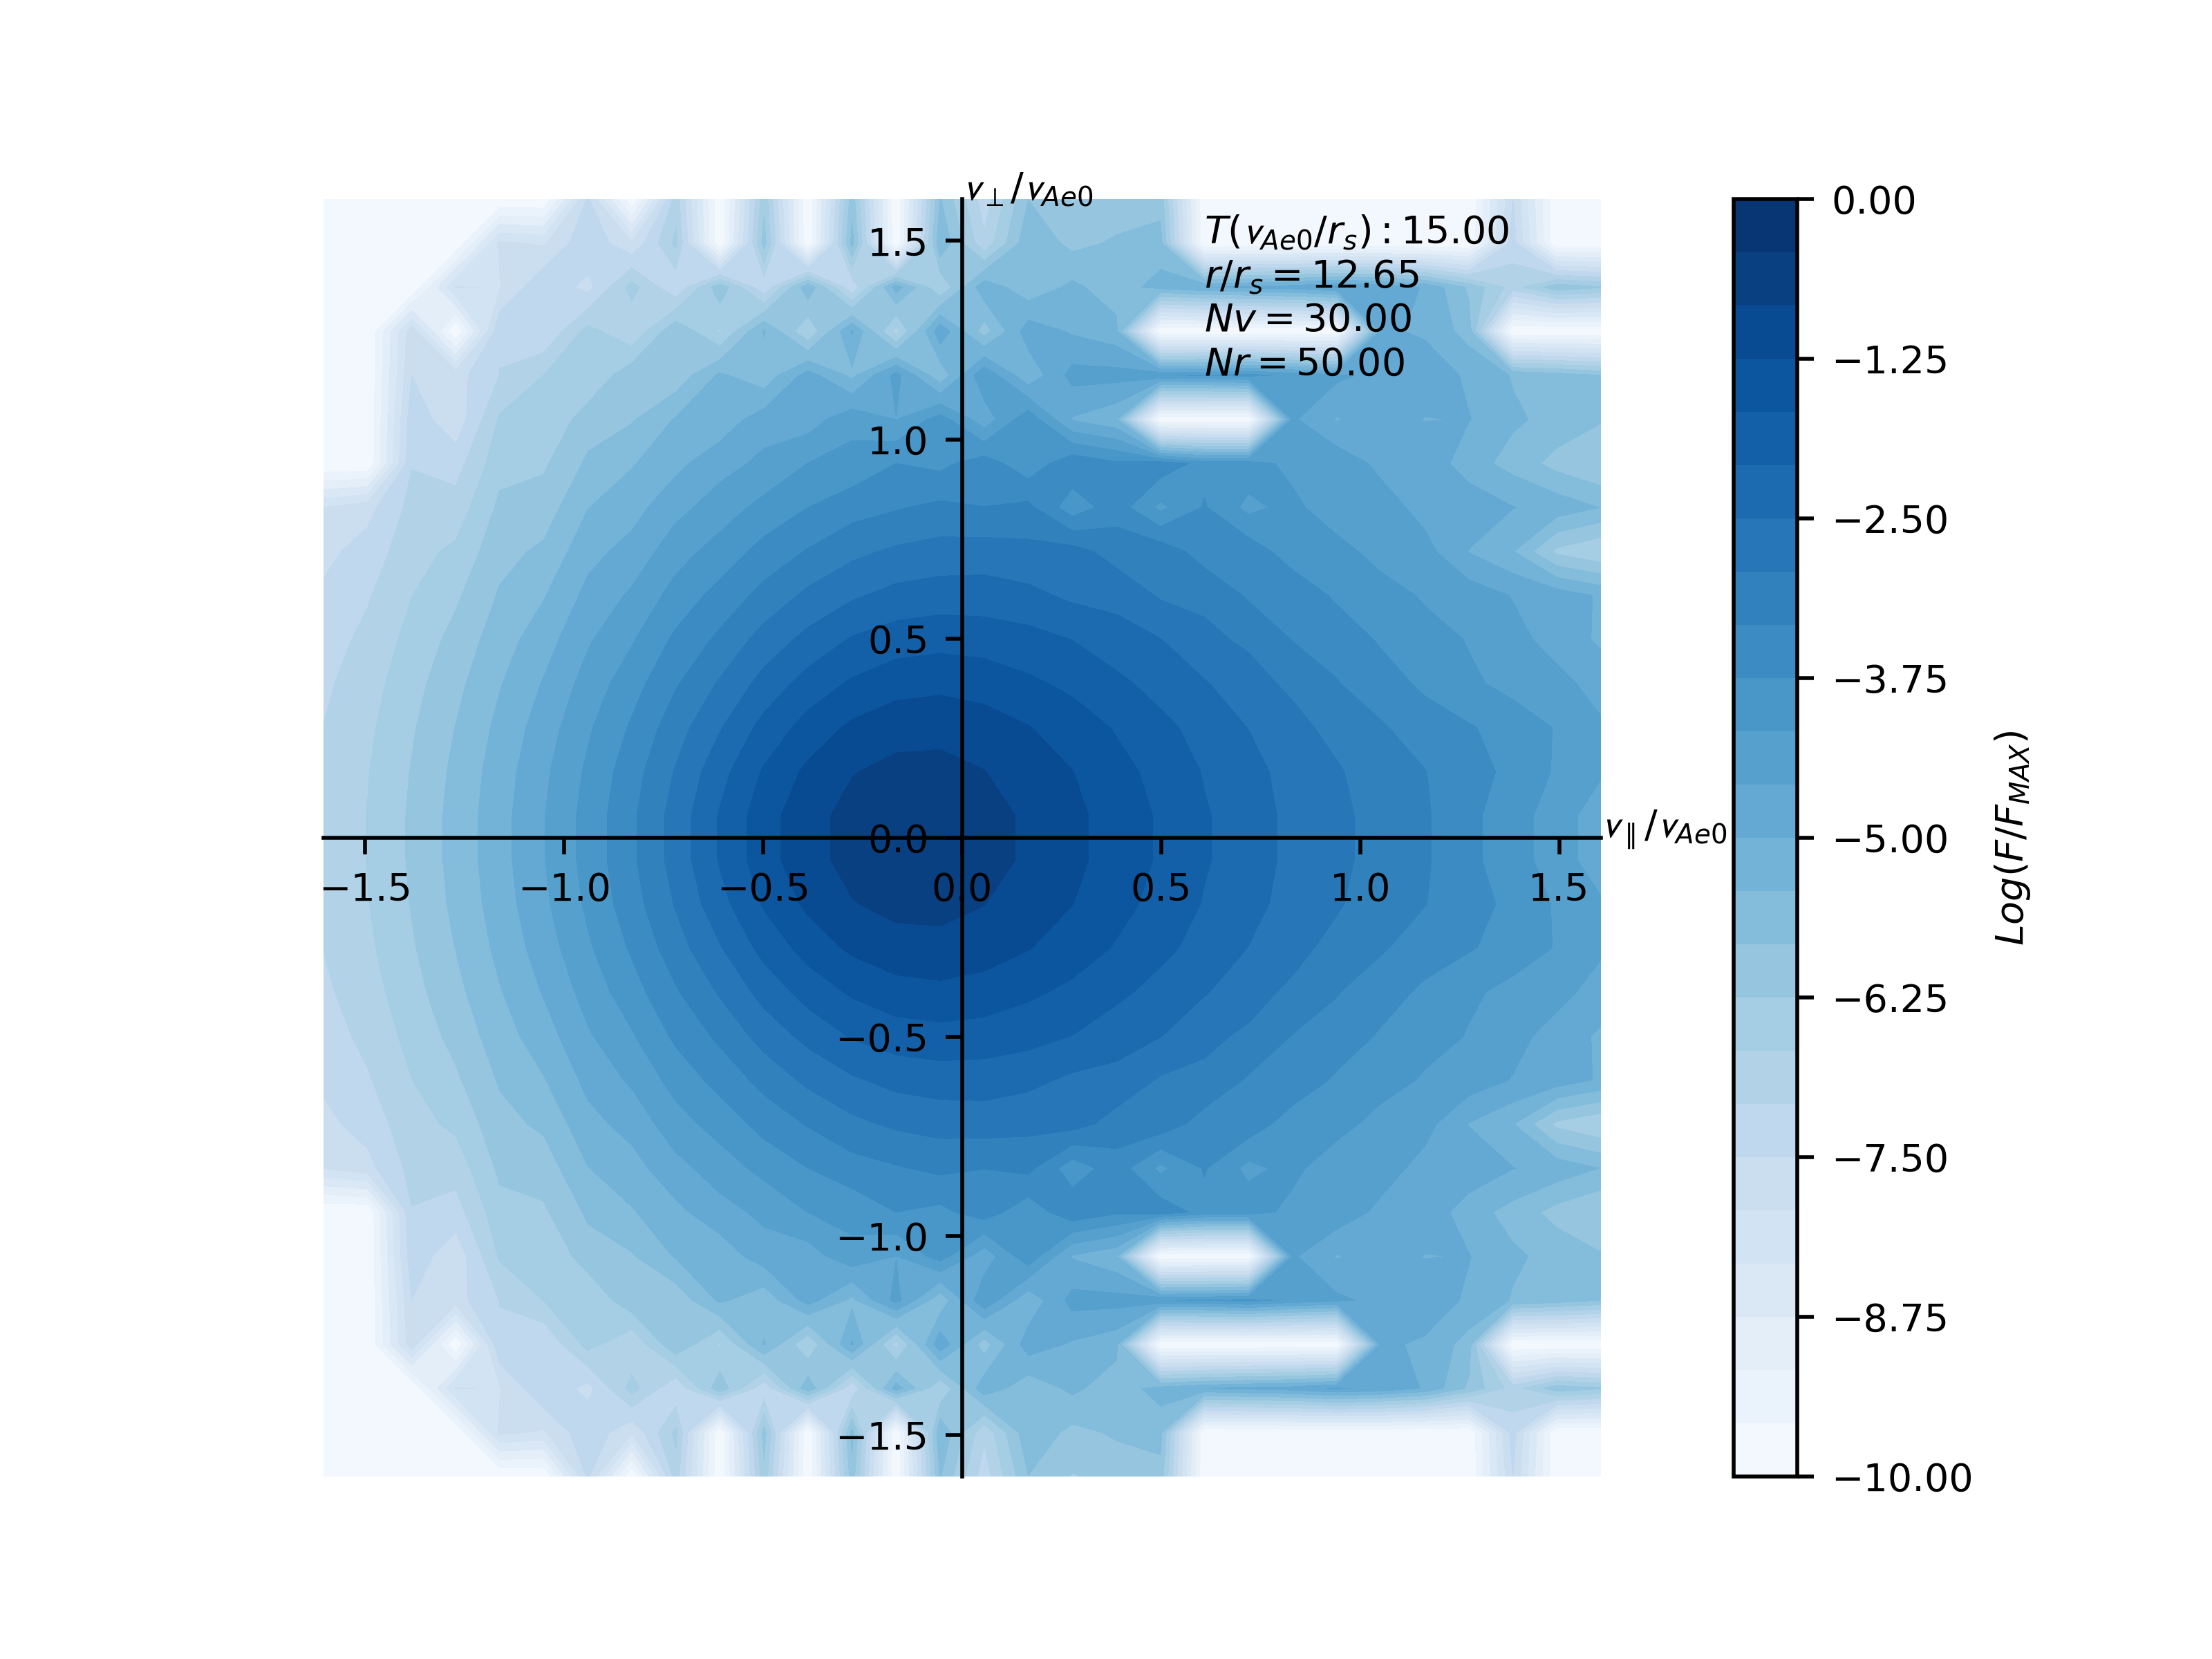 v⊥/vAe0
T(vAe0/rs) : 15.00
r/rs = 12.65
Nv = 30.00
Nr = 50.00
1.5
1.0
0.5
0.0
−0.5
−1.0
−1.5
−1.5 −1.0 −0.5 0.0 0.5 1.0 1.5
v∥/vAe0
0.00
−1.25
−2.50
−3.75
−5.00
−6.25
−7.50
−8.75
−10.00
Log(F/FMAX)